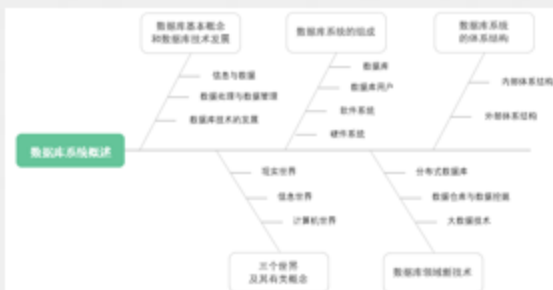 数据库基本概念
和数据库技术发展
数据库系统的组成
数据库系统
的体系结构
信息与数据
数据处理与数据管理
数据库技术的发展
数据库
数据库用户
软件系统
硬件系统
内部体系结构
外部体系结构
数据库系统概述
现实世界
信息世界
计算机世界
分布式数据库
数据仓库与数据挖掘
大数据技术
三个世界
及其有关概念
数据库领域新技术